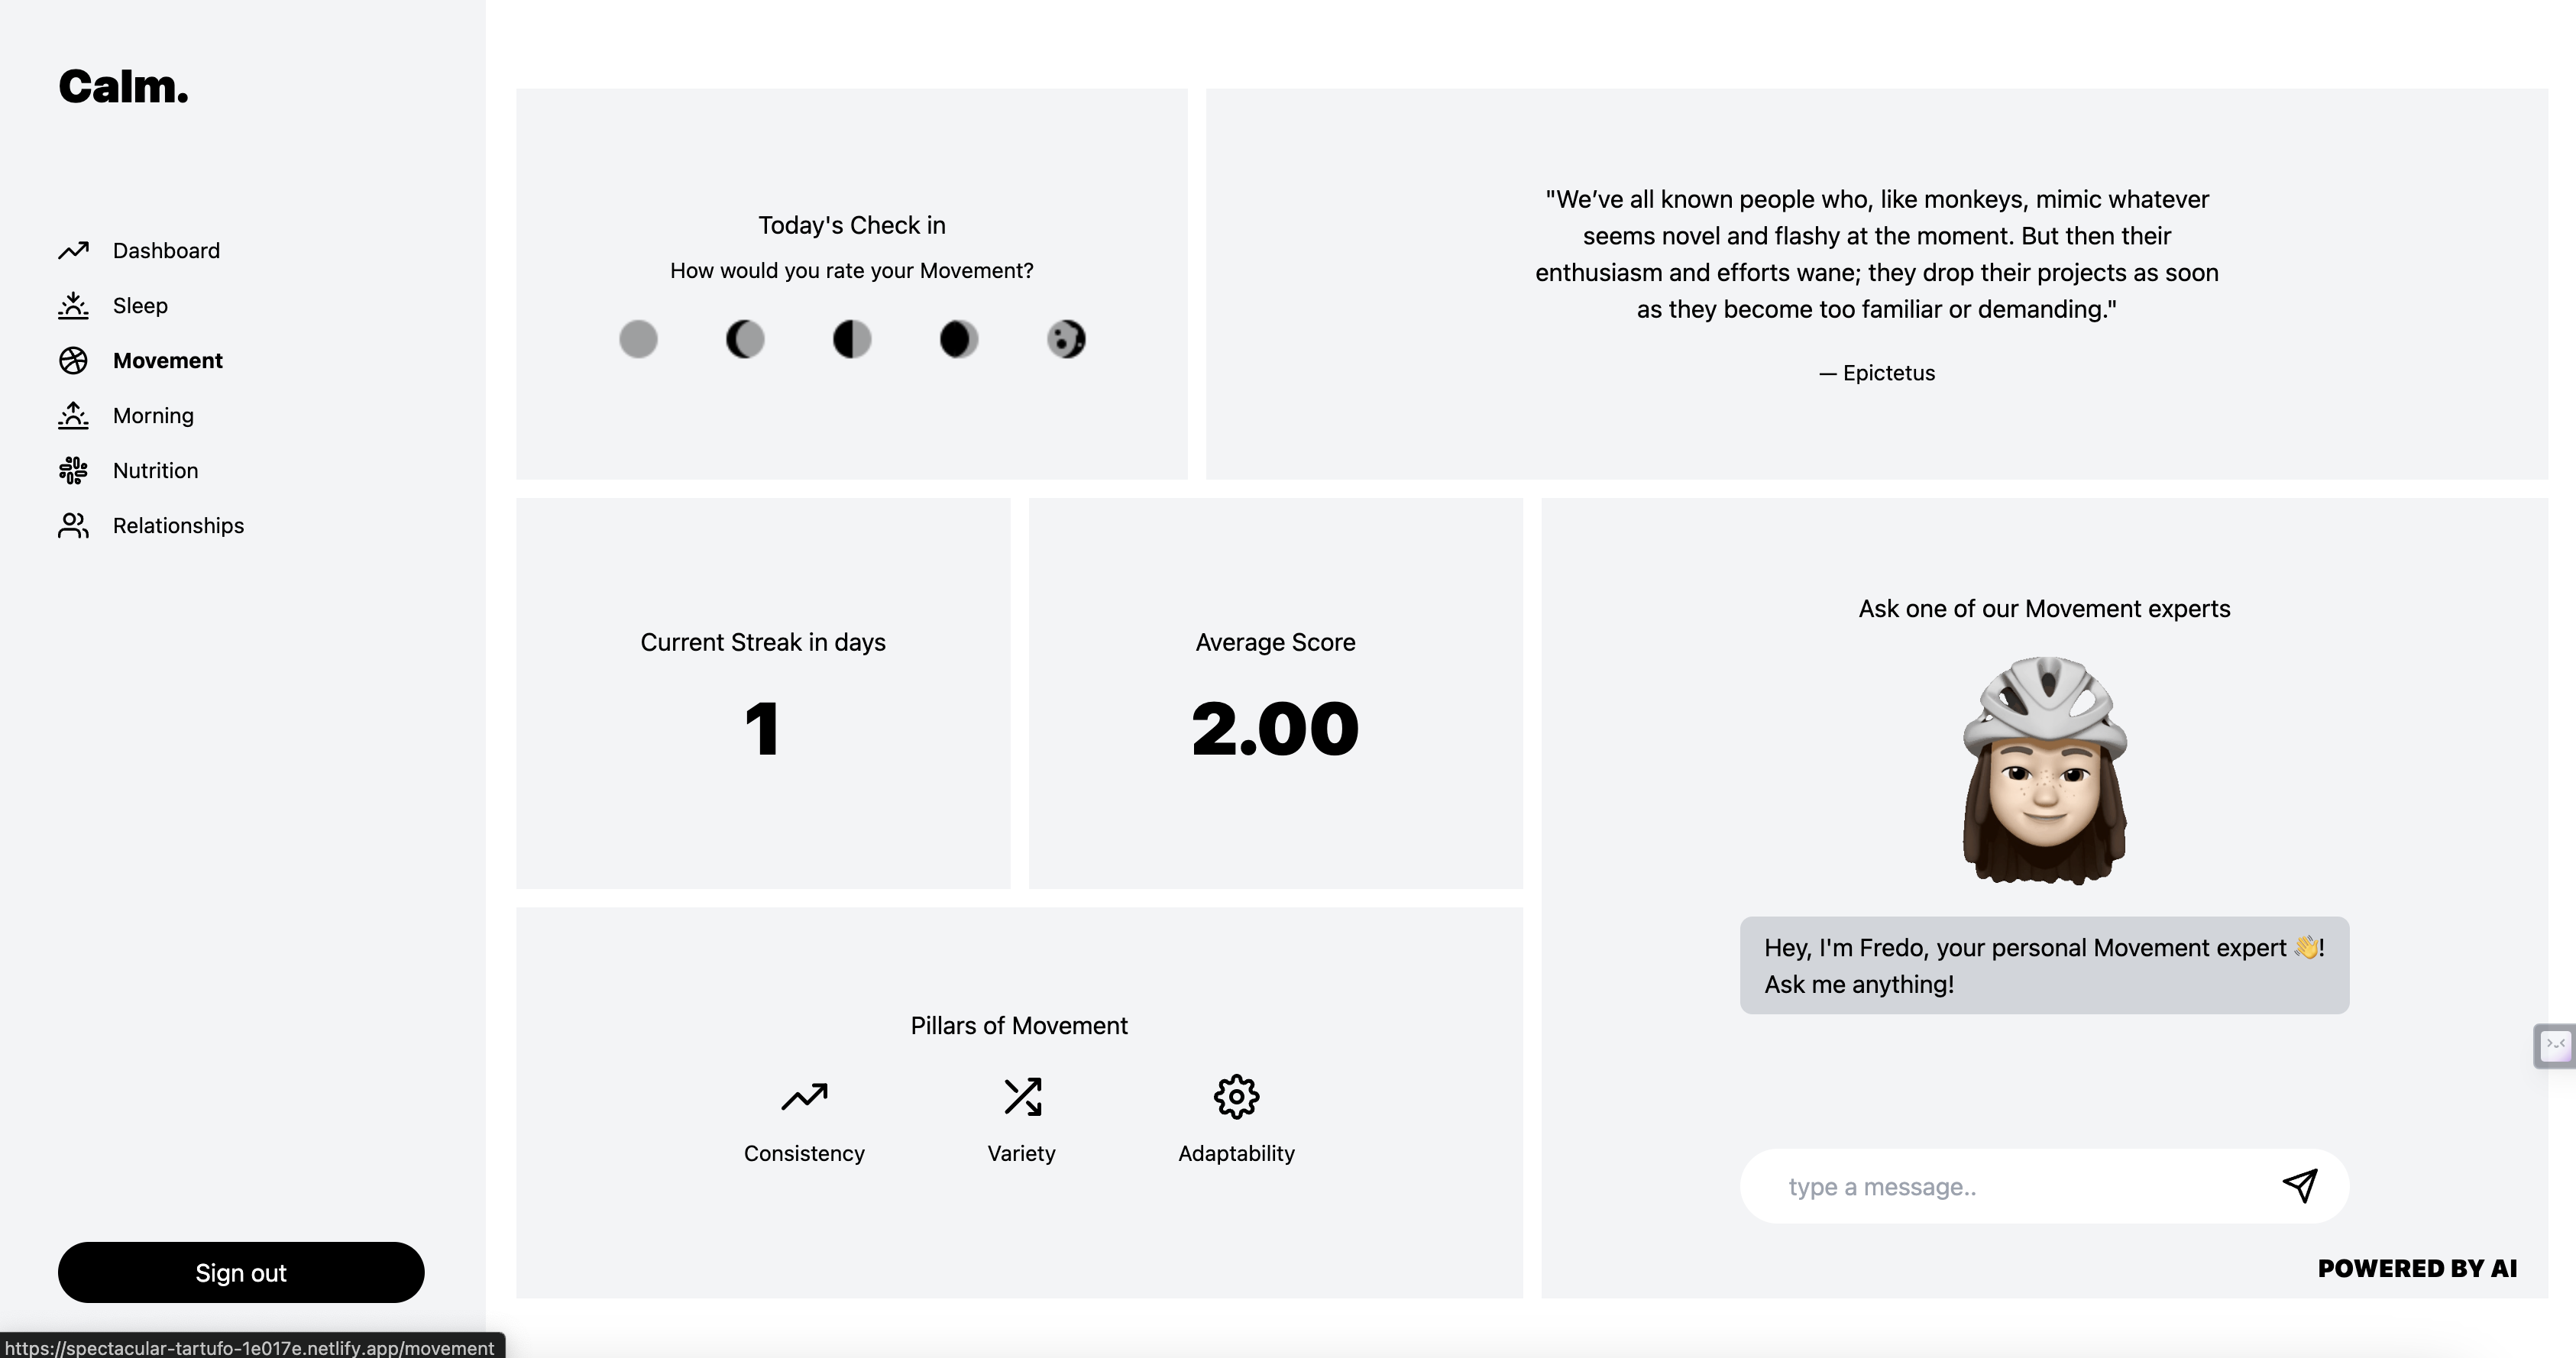 Calm.
Dashboard
Sleep
Movement
Morning
Nutrition
Relationships
Sign out
https://spectacular-tartufo-1e017e.netlify.app/movement
Today's Check in
How would you rate your Movement?
"We’ve all known people who, like monkeys, mimic whatever
seems novel and flashy at the moment. But then their
enthusiasm and efforts wane; they drop their projects as soon
as they become too familiar or demanding."
— Epictetus
Current Streak in days
1
Average Score
2.00
Pillars of Movement
Consistency
Variety
Adaptability
Ask one of our Movement experts
Hey, I'm Fredo, your personal Movement expert 👋!
Ask me anything!
type a message..
POWERED BY AI